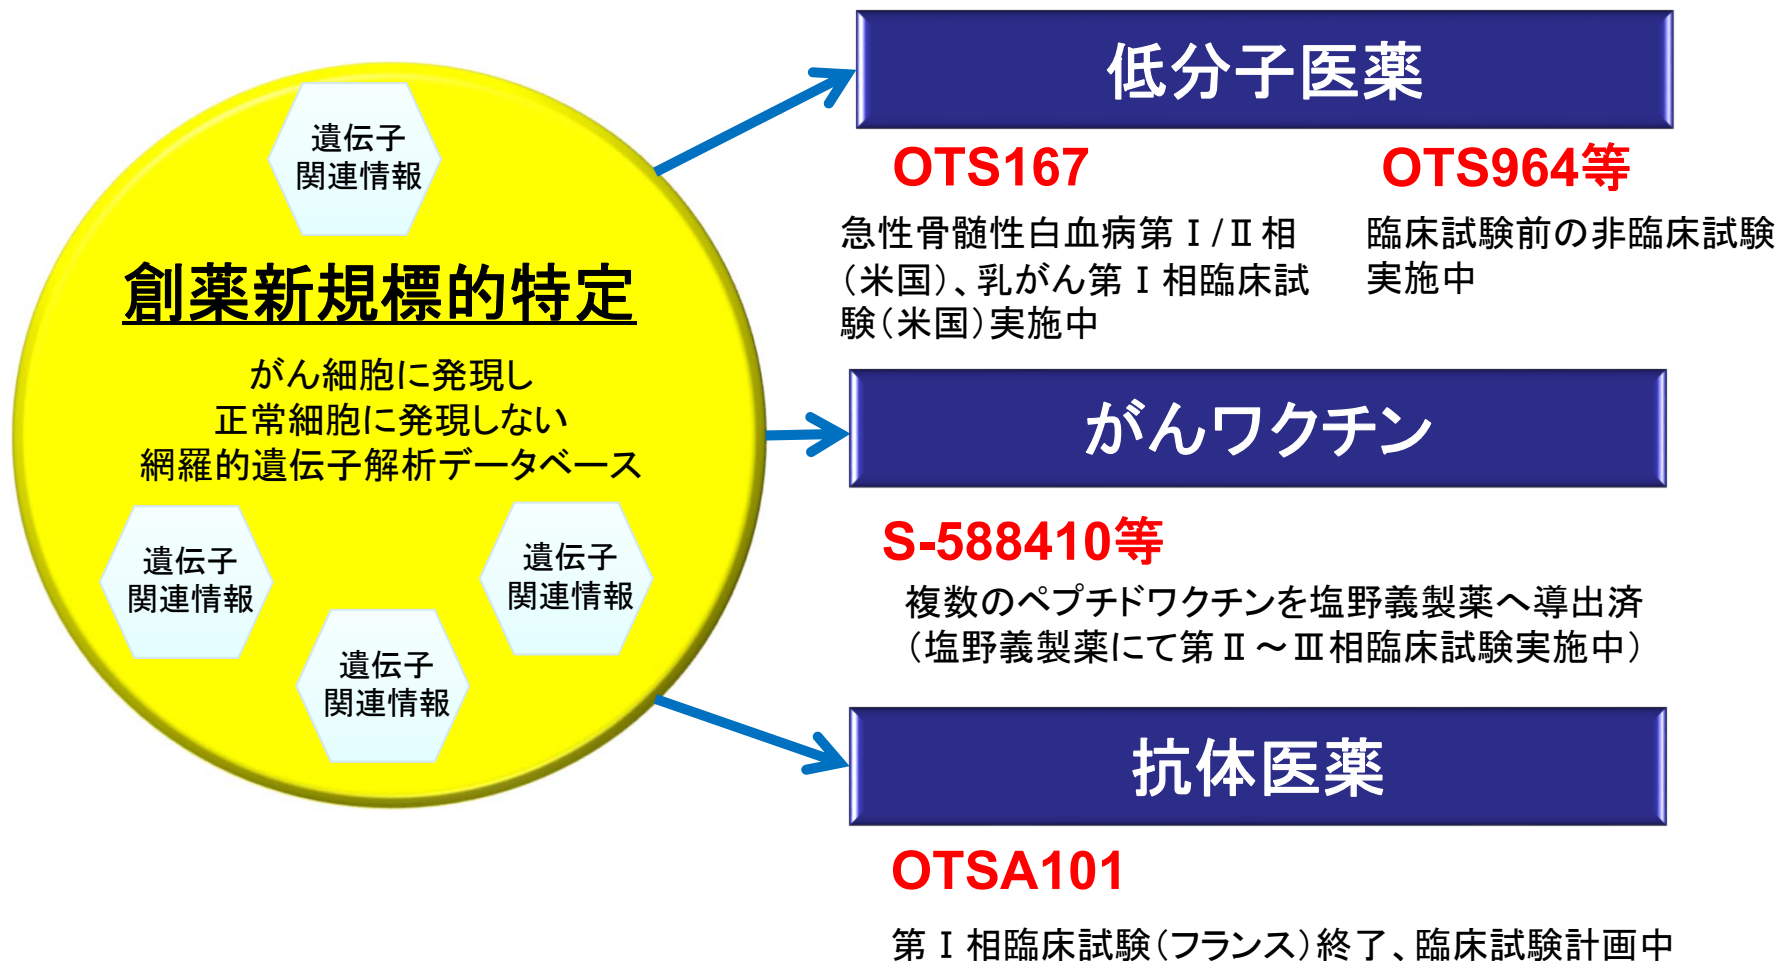 遺伝子
関連情報
創薬新規標的特定
がん細胞に発現し
正常細胞に発現しない
網羅的遺伝子解析データベース
遺伝子
関連情報
遺伝子
関連情報
遺伝子
関連情報
低分子医薬
OTS167
急性骨髄性白血病第Ⅰ/Ⅱ相
（米国）、乳がん第Ⅰ相臨床試
験（米国）実施中
OTS964等
臨床試験前の非臨床試験
実施中
がんワクチン
S-588410等
複数のペプチドワクチンを塩野義製薬へ導出済
（塩野義製薬にて第Ⅱ～Ⅲ相臨床試験実施中）
抗体医薬
OTSA101
第Ⅰ相臨床試験（フランス）終了、臨床試験計画中